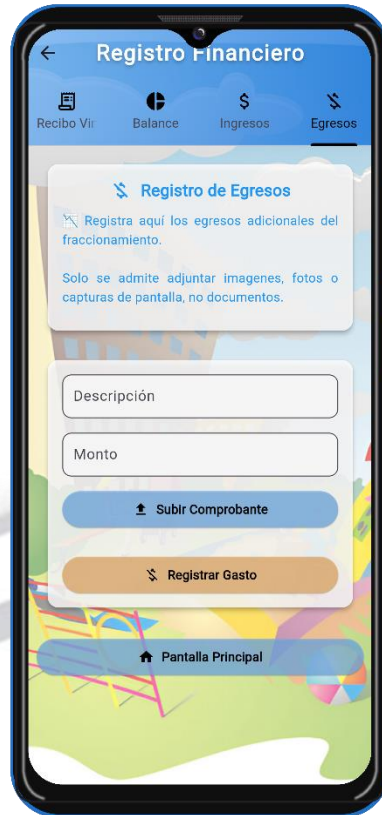 Registro Financiero
Recibo Vir
Balance
Ingresos
Egresos
Registro de Egresos
Registra aquí los egresos adicionales del
fraccionamiento.
Solo se admite adjuntar imagenes, fotos o
capturas de pantalla, no documentos.
Descripción
Monto
Subir Comprobante
Registrar Gasto
Pantalla Principal